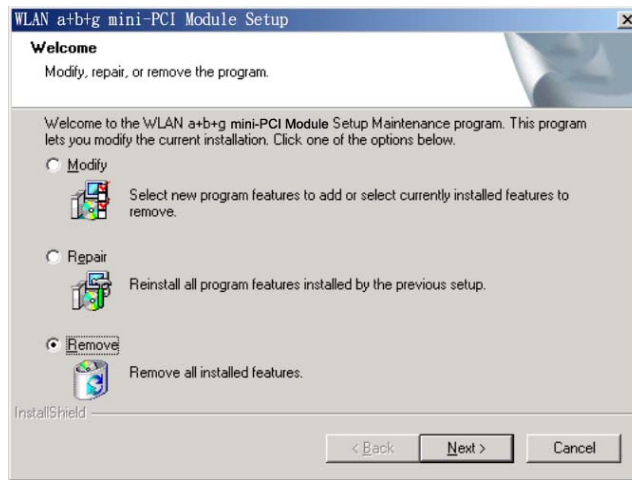 WLAN a+b+g mini-PCI Module Setup
Welcome
Modify, repair, or remove the program.
Welcome to the WLAN a+b+g mini-PCI Module Setup Maintenance program. This program
lets you modify the current installation. Click one of the options below.
Modify
Select new program features to add or select currently installed features to
remove.
Repair
Reinstall all program features installed by the previous setup.
Remove
Remove all installed features.
InstallShield
< Back
Next >
Cancel